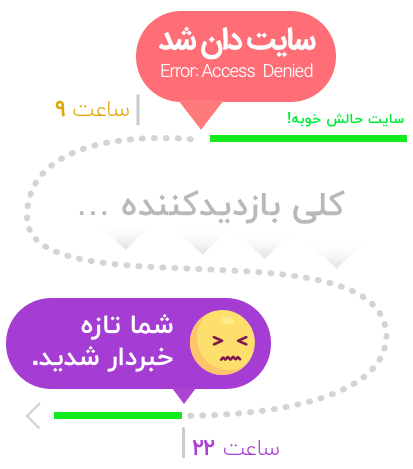 سایت دان شد
Error: Access Denied
ساعت ۹
سایت حالش خوبه!
کلی بازدیدکننده ...
شما تازه
خبردار شدید.
ساعت ۲۲